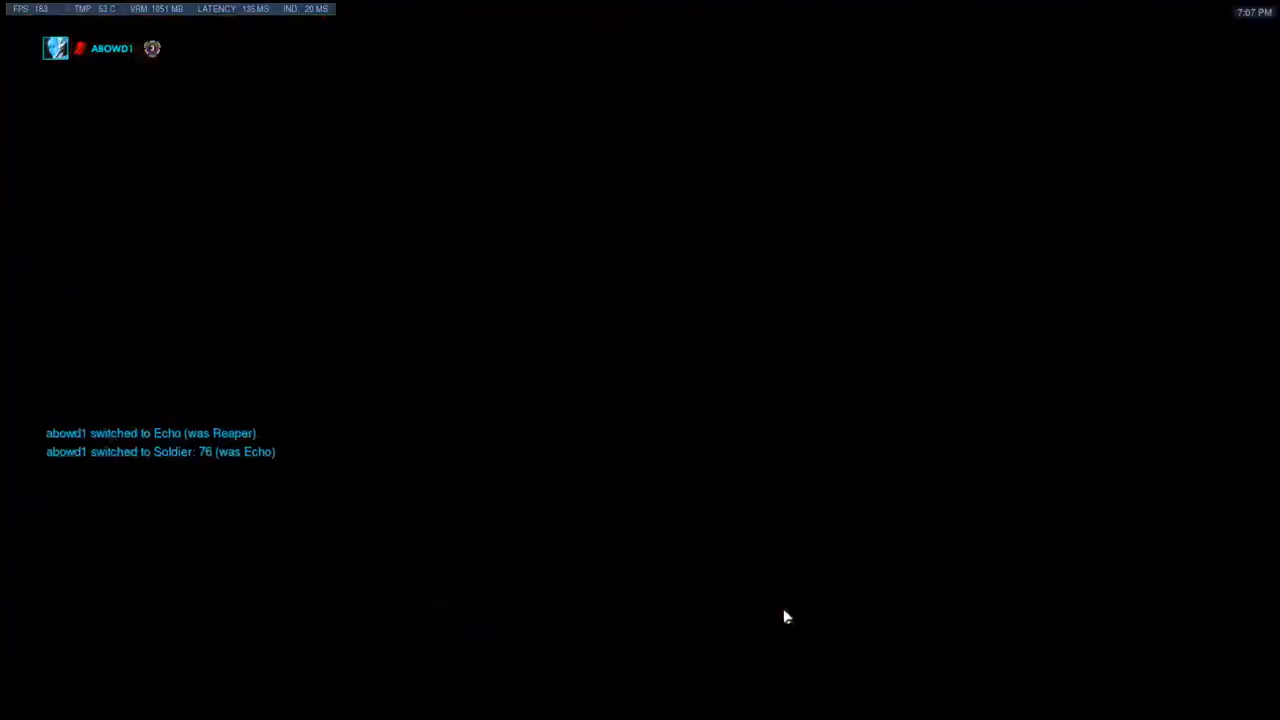 FPS: 183 TMP: 53 C VRM: 1051 MB LATENCY: 135 MS IND: 20 MS
7:07 PM
ABOWD1
3
abowd1 switched to Echo (was Reaper)
abowd1 switched to Soldier: 76 (was Echo)